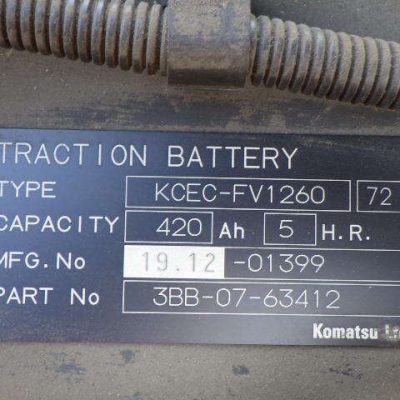 TRACTION BATTERY
TYPE KCEC-FV1260 72
CAPACITY 420 Ah 5 H.R.
MFG.No 19.12 -01399
PART No 3BB-07-63412
Komatsu